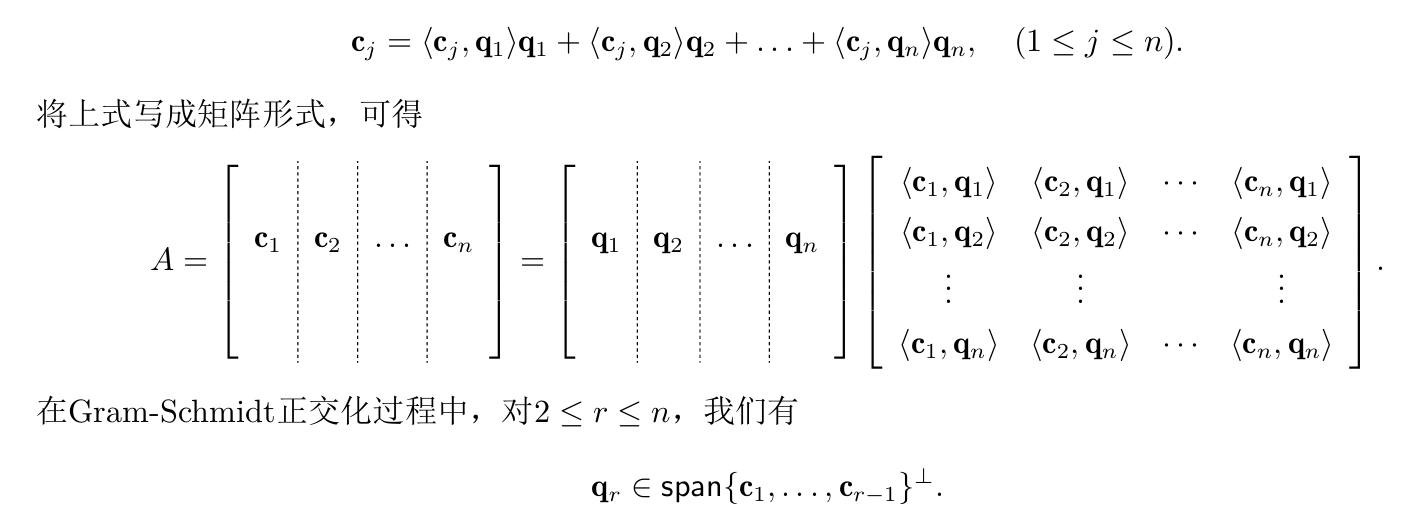 $$\mathbf{c}_j = \langle \mathbf{c}_j, \mathbf{q}_1 \rangle \mathbf{q}_1 + \langle \mathbf{c}_j, \mathbf{q}_2 \rangle \mathbf{q}_2 + \ldots + \langle \mathbf{c}_j, \mathbf{q}_n \rangle \mathbf{q}_n, \quad (1 \leq j \leq n).$$
将上式写成矩阵形式，可得
$$A = \left[\begin{array}{c:c:c:c} \mathbf{c}_1 & \mathbf{c}_2 & \ldots & \mathbf{c}_n \end{array}\right] = \left[\begin{array}{c:c:c:c} \mathbf{q}_1 & \mathbf{q}_2 & \ldots & \mathbf{q}_n \end{array}\right] \left[\begin{array}{cccc} \langle \mathbf{c}_1, \mathbf{q}_1 \rangle & \langle \mathbf{c}_2, \mathbf{q}_1 \rangle & \cdots & \langle \mathbf{c}_n, \mathbf{q}_1 \rangle \\ \langle \mathbf{c}_1, \mathbf{q}_2 \rangle & \langle \mathbf{c}_2, \mathbf{q}_2 \rangle & \cdots & \langle \mathbf{c}_n, \mathbf{q}_2 \rangle \\ \vdots & \vdots & & \vdots \\ \langle \mathbf{c}_1, \mathbf{q}_n \rangle & \langle \mathbf{c}_2, \mathbf{q}_n \rangle & \cdots & \langle \mathbf{c}_n, \mathbf{q}_n \rangle \end{array}\right].$$
在Gram-Schmidt正交化过程中，对$2 \leq r \leq n$，我们有
$$\mathbf{q}_r \in \mathsf{span}\{\mathbf{c}_1, \ldots, \mathbf{c}_{r-1}\}^{\perp}.$$